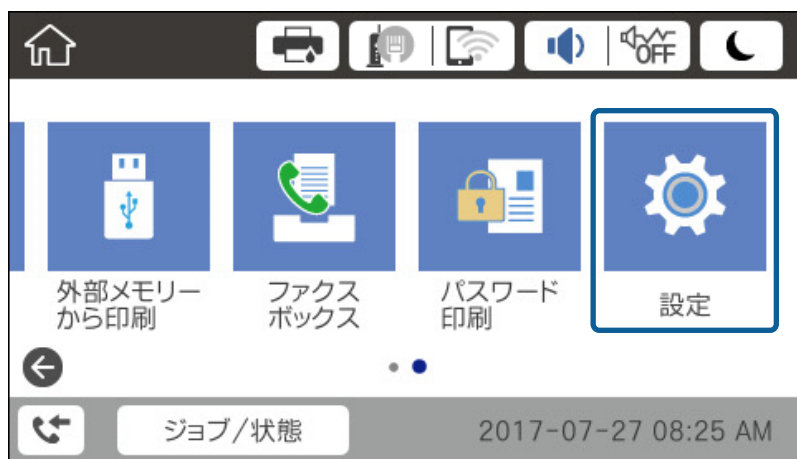 OFF
外部メモリー
から印刷
ファクス
ボックス
パスワード
印刷
設定
ジョブ/状態
2017-07-27 08:25 AM